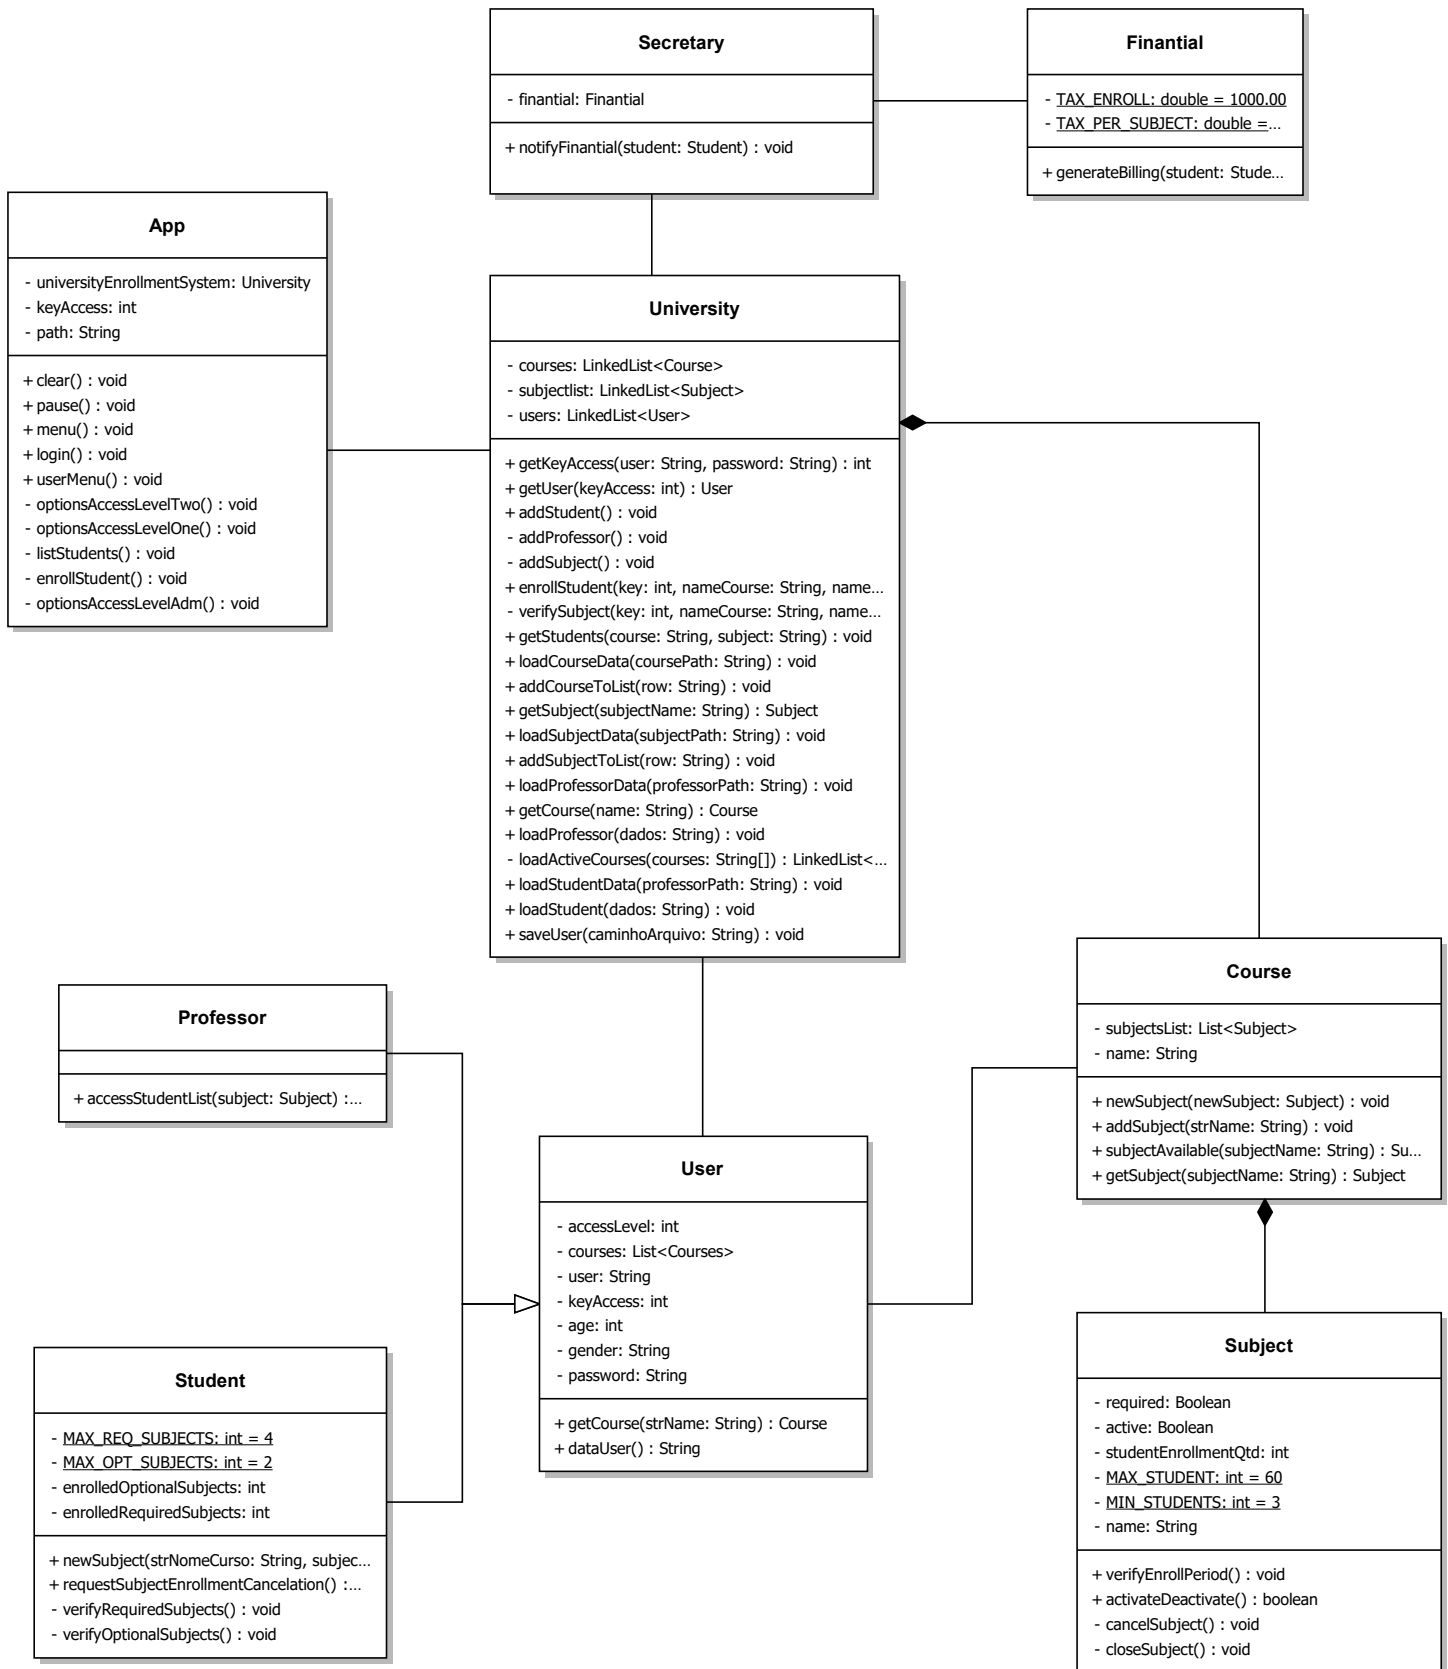 Secretary
- finantial: Finantial
+ notifyFinantial(student: Student) : void
Finantial
- TAX_ENROLL: double = 1000.00
- TAX_PER_SUBJECT: double =...
+ generateBilling(student: Stude...
App
- universityEnrollmentSystem: University
- keyAccess: int
- path: String
+ clear() : void
+ pause() : void
+ menu() : void
+ login() : void
+ userMenu() : void
- optionsAccessLevelTwo() : void
- optionsAccessLevelOne() : void
- listStudents() : void
- enrollStudent() : void
- optionsAccessLevelAdm() : void
University
- courses: LinkedList<Course>
- subjectlist: LinkedList<Subject>
- users: LinkedList<User>
+ getKeyAccess(user: String, password: String) : int
+ getUser(keyAccess: int) : User
+ addStudent() : void
- addProfessor() : void
- addSubject() : void
+ enrollStudent(key: int, nameCourse: String, name...
- verifySubject(key: int, nameCourse: String, name...
+ getStudents(course: String, subject: String) : void
+ loadCourseData(coursePath: String) : void
+ addCourseToList(row: String) : void
+ getSubject(subjectName: String) : Subject
+ loadSubjectData(subjectPath: String) : void
+ addSubjectToList(row: String) : void
+ loadProfessorData(professorPath: String) : void
+ getCourse(name: String) : Course
+ loadProfessor(dados: String) : void
- loadActiveCourses(courses: String[]) : LinkedList<...
+ loadStudentData(professorPath: String) : void
+ loadStudent(dados: String) : void
+ saveUser(caminhoArquivo: String) : void
Professor
+ accessStudentList(subject: Subject) :...
Course
- subjectsList: List<Subject>
- name: String
+ newSubject(newSubject: Subject) : void
+ addSubject(strName: String) : void
+ subjectAvailable(subjectName: String) : Su...
+ getSubject(subjectName: String) : Subject
User
- accessLevel: int
- courses: List<Courses>
- user: String
- keyAccess: int
- age: int
- gender: String
- password: String
+ getCourse(strName: String) : Course
+ dataUser() : String
Student
- MAX_REQ_SUBJECTS: int = 4
- MAX_OPT_SUBJECTS: int = 2
- enrolledOptionalSubjects: int
- enrolledRequiredSubjects: int
+ newSubject(strNomeCurso: String, subjec...
+ requestSubjectEnrollmentCancelation() :...
- verifyRequiredSubjects() : void
- verifyOptionalSubjects() : void
Subject
- required: Boolean
- active: Boolean
- studentEnrollmentQtd: int
- MAX_STUDENT: int = 60
- MIN_STUDENTS: int = 3
- name: String
+ verifyEnrollPeriod() : void
+ activateDeactivate() : boolean
- cancelSubject() : void
- closeSubject() : void